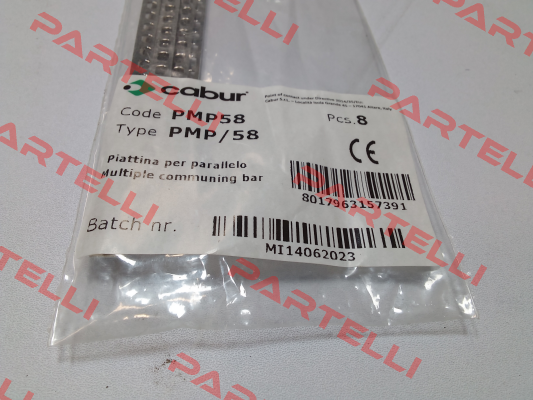 cabur
Code PMP58
Type PMP/58
Pcs.8
CE
Piattina per parallelo
Multiple communing bar
8017963157391
Batch nr.
MI14062023
PARTELLI
PARTELLI
PARTELLI
PARTELLI
PARTELLI
PARTELLI